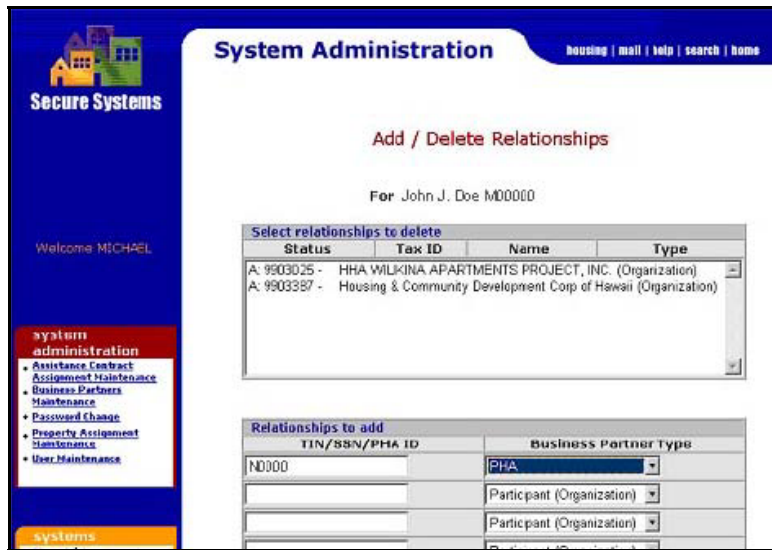 System Administration
housing | mail | help | search | home
Secure Systems
Add / Delete Relationships
For John J. Doe M00000
Welcome MICHAEL
Select relationships to delete
Status Tax ID Name Type
A: 9903025 - HHA WILIKINA APARTMENTS PROJECT, INC. (Organization)
A: 9903387 - Housing & Community Development Corp of Hawaii (Organization)
system
administration
Assistance Contract
Assignment Maintenance
Business Partners
Maintenance
Password Change
Property Assignment
Maintenance
User Maintenance
Relationships to add
TIN/SSN/PHA ID Business Partner Type
N0000 PHA
Participant (Organization)
Participant (Organization)
systems